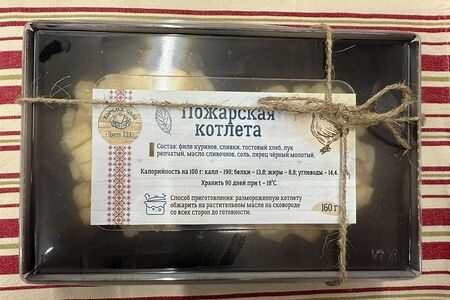 Пожарская
котлета
Состав: филе куриное, сливки, тостовый хлеб, лук
репчатый, масло сливочное, соль, перец чёрный молотый.
Калорийность на 100 г: калл – 190; белки – 13,8; жиры – 8,8; углеводы – 14,4.
Хранить 90 дней при t – 18°С.
Способ приготовления: размороженную котлету
обжарить на растительном масле на сковороде
со всех сторон до готовности.
160 г